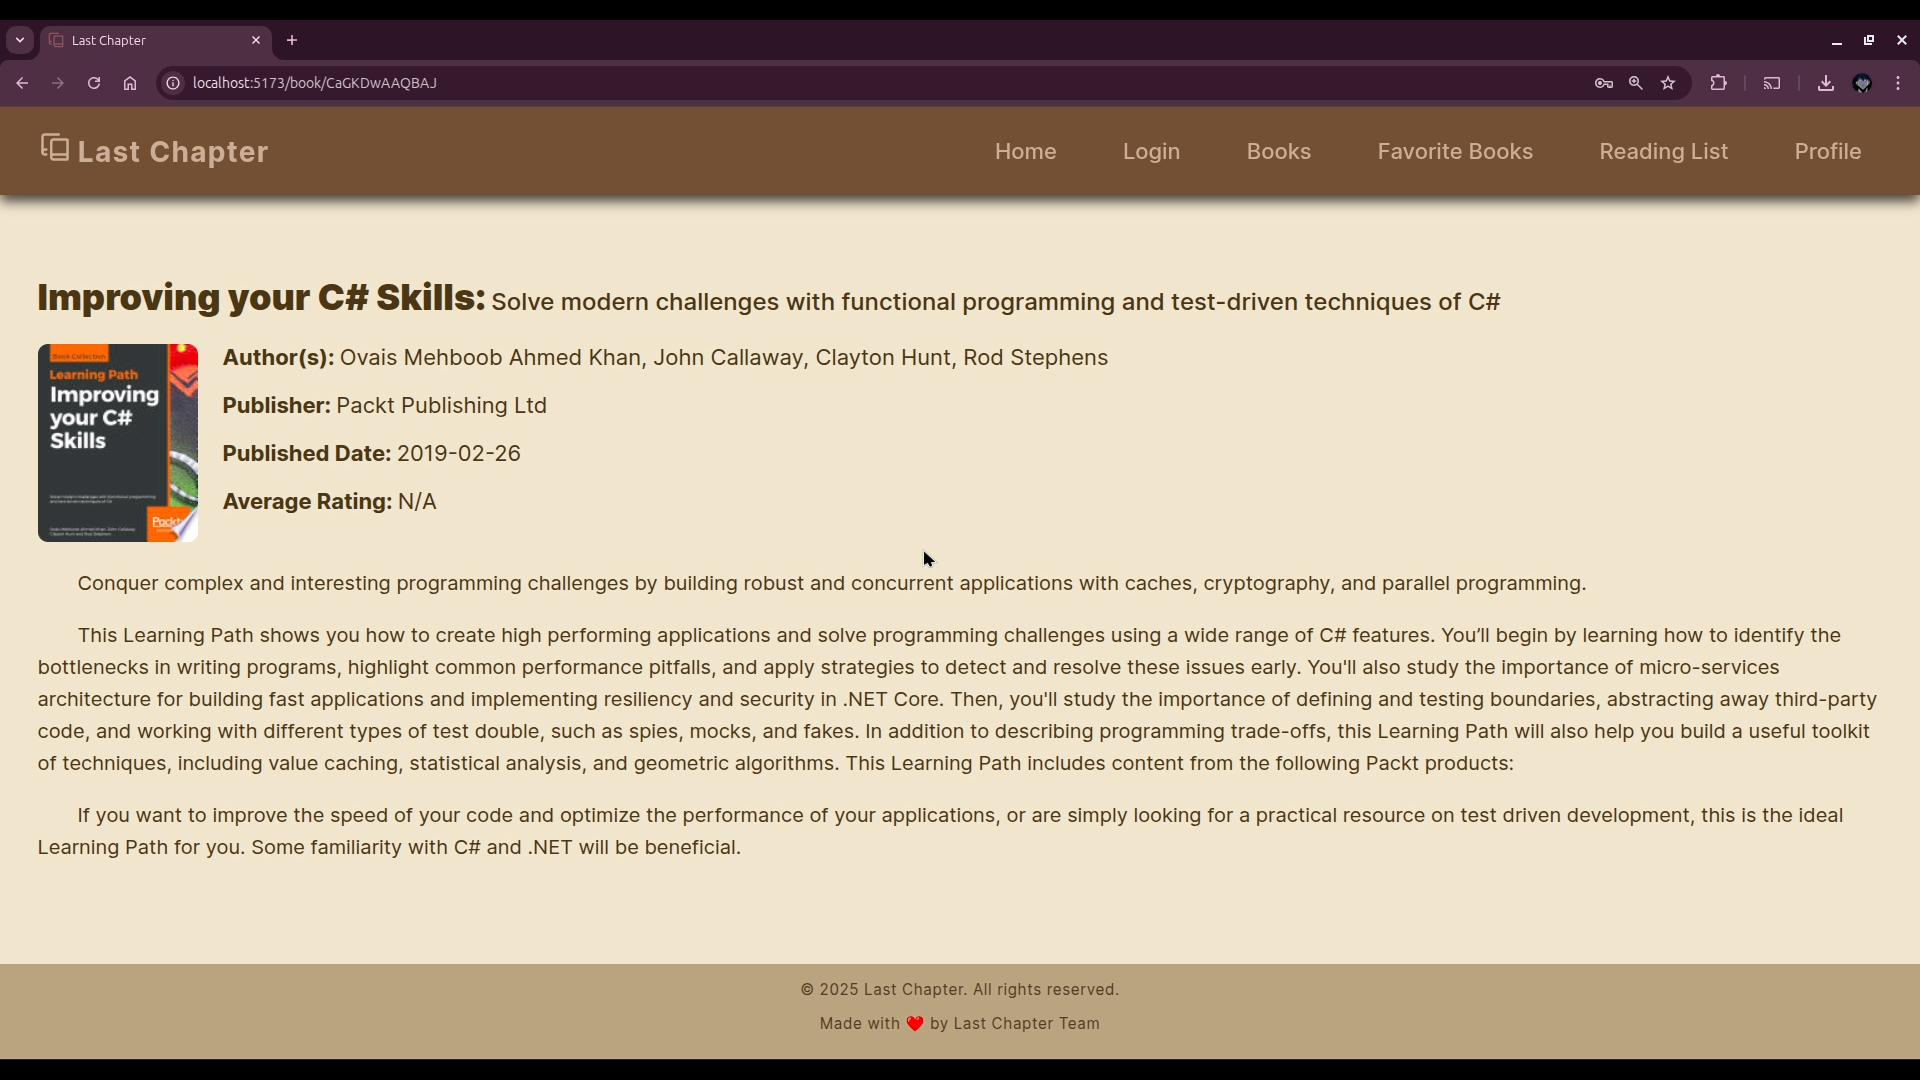 Last Chapter
localhost:5173/book/CaGKDwAAQBAJ
Last Chapter
Home Login Books Favorite Books Reading List Profile
Improving your C# Skills: Solve modern challenges with functional programming and test-driven techniques of C#
Book Collection
Learning Path
Improving
your C#
Skills
Packt
Author(s): Ovais Mehboob Ahmed Khan, John Callaway, Clayton Hunt, Rod Stephens
Publisher: Packt Publishing Ltd
Published Date: 2019-02-26
Average Rating: N/A
Conquer complex and interesting programming challenges by building robust and concurrent applications with caches, cryptography, and parallel programming.
This Learning Path shows you how to create high performing applications and solve programming challenges using a wide range of C# features. You’ll begin by learning how to identify the
bottlenecks in writing programs, highlight common performance pitfalls, and apply strategies to detect and resolve these issues early. You'll also study the importance of micro-services
architecture for building fast applications and implementing resiliency and security in .NET Core. Then, you'll study the importance of defining and testing boundaries, abstracting away third-party
code, and working with different types of test double, such as spies, mocks, and fakes. In addition to describing programming trade-offs, this Learning Path will also help you build a useful toolkit
of techniques, including value caching, statistical analysis, and geometric algorithms. This Learning Path includes content from the following Packt products:
If you want to improve the speed of your code and optimize the performance of your applications, or are simply looking for a practical resource on test driven development, this is the ideal
Learning Path for you. Some familiarity with C# and .NET will be beneficial.
© 2025 Last Chapter. All rights reserved.
Made with ❤️ by Last Chapter Team